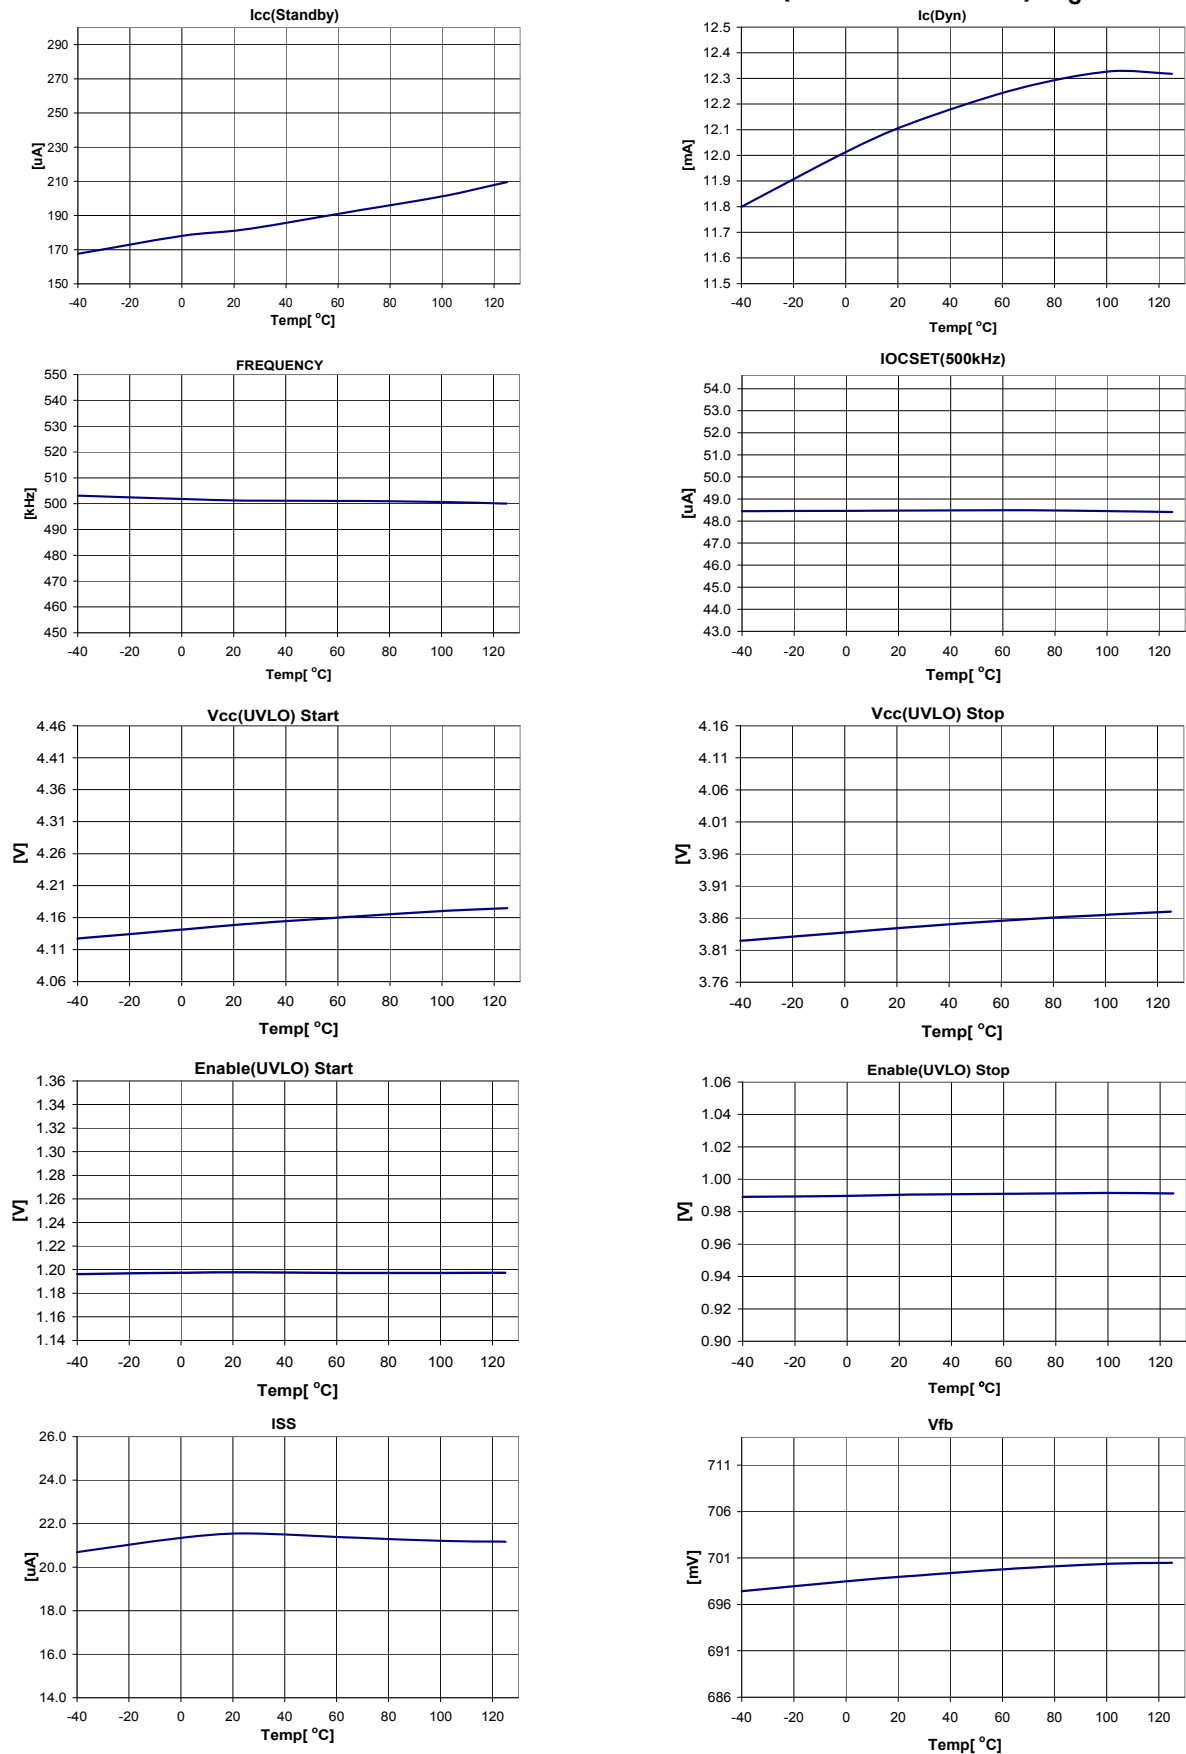 Icc(Standby)
290
270
250
230
210
190
170
150
[uA]
-40 -20 0 20 40 60 80 100 120
Temp[ °C]
Ic(Dyn)
12.5
12.4
12.3
12.2
12.1
12.0
11.9
11.8
11.7
11.6
11.5
[mA]
-40 -20 0 20 40 60 80 100 120
Temp[ °C]
FREQUENCY
550
540
530
520
510
500
490
480
470
460
450
[kHz]
-40 -20 0 20 40 60 80 100 120
Temp[ °C]
IOCSET(500kHz)
54.0
53.0
52.0
51.0
50.0
49.0
48.0
47.0
46.0
45.0
44.0
43.0
[uA]
-40 -20 0 20 40 60 80 100 120
Temp[ °C]
Vcc(UVLO) Start
4.46
4.41
4.36
4.31
4.26
4.21
4.16
4.11
4.06
[V]
-40 -20 0 20 40 60 80 100 120
Temp[ °C]
Vcc(UVLO) Stop
4.16
4.11
4.06
4.01
3.96
3.91
3.86
3.81
3.76
[V]
-40 -20 0 20 40 60 80 100 120
Temp[ °C]
Enable(UVLO) Start
1.36
1.34
1.32
1.30
1.28
1.26
1.24
1.22
1.20
1.18
1.16
1.14
[V]
-40 -20 0 20 40 60 80 100 120
Temp[ °C]
Enable(UVLO) Stop
1.06
1.04
1.02
1.00
0.98
0.96
0.94
0.92
0.90
[V]
-40 -20 0 20 40 60 80 100 120
Temp[ °C]
ISS
26.0
24.0
22.0
20.0
18.0
16.0
14.0
[uA]
-40 -20 0 20 40 60 80 100 120
Temp[ °C]
Vfb
711
706
701
696
691
686
[mV]
-40 -20 0 20 40 60 80 100 120
Temp[ °C]